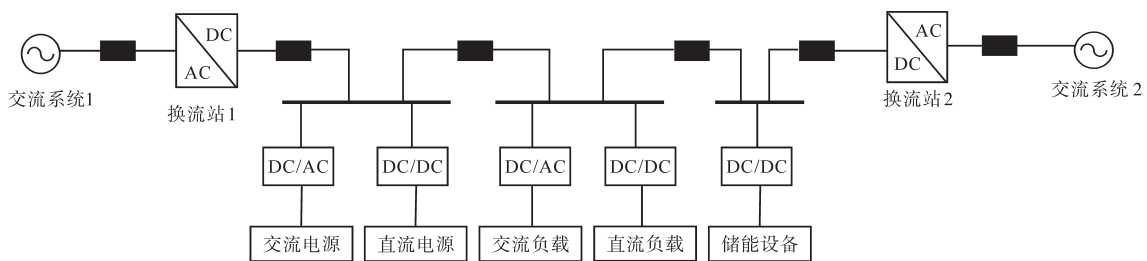 DC
AC
AC
DC
交流系统1
换流站1
换流站2
交流系统2
DC/AC
DC/DC
DC/AC
DC/DC
DC/DC
交流电源
直流电源
交流负载
直流负载
储能设备